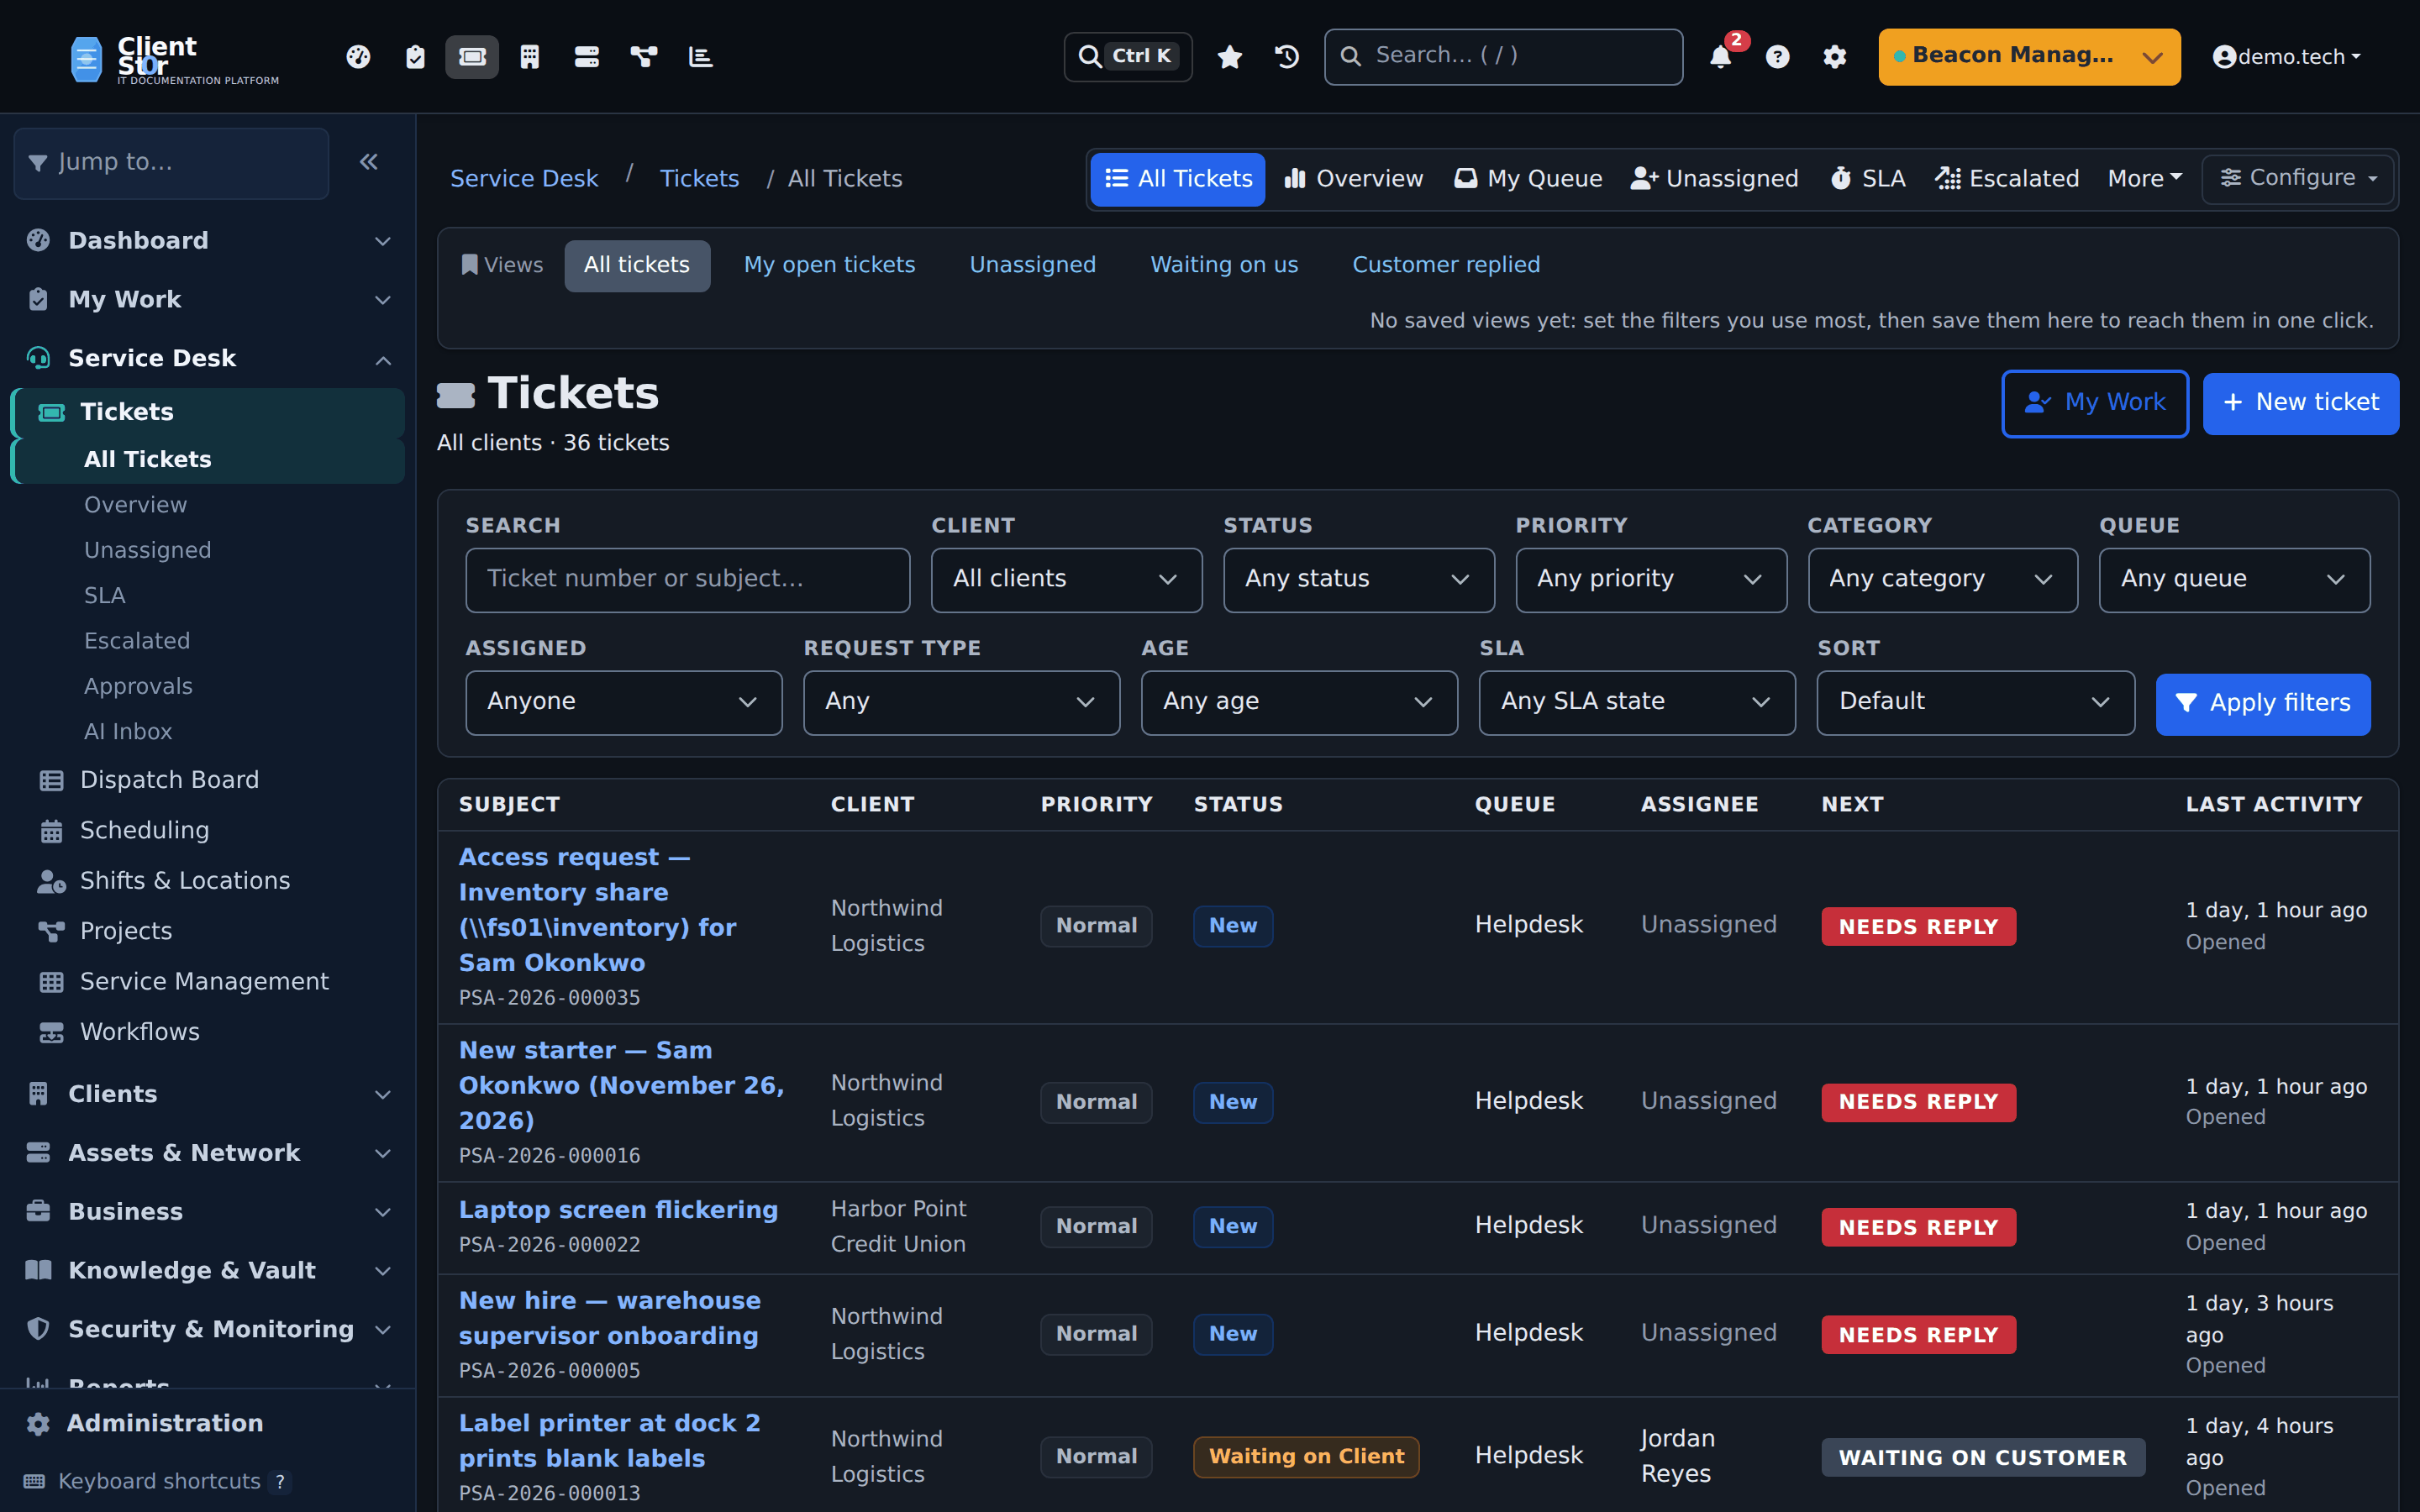 Client
St0r
IT DOCUMENTATION PLATFORM
Ctrl K
Search... ( / )
2
Beacon Manag...
demo.tech
Jump to...
Dashboard
My Work
Service Desk
Tickets
All Tickets
Overview
Unassigned
SLA
Escalated
Approvals
AI Inbox
Dispatch Board
Scheduling
Shifts & Locations
Projects
Service Management
Workflows
Clients
Assets & Network
Business
Knowledge & Vault
Security & Monitoring
Reports
Administration
Keyboard shortcuts ?
Service Desk / Tickets / All Tickets
All Tickets Overview My Queue Unassigned SLA Escalated More Configure
Views All tickets My open tickets Unassigned Waiting on us Customer replied
No saved views yet: set the filters you use most, then save them here to reach them in one click.
Tickets
All clients · 36 tickets
My Work
+ New ticket
SEARCH CLIENT STATUS PRIORITY CATEGORY QUEUE
Ticket number or subject... All clients Any status Any priority Any category Any queue
ASSIGNED REQUEST TYPE AGE SLA SORT
Anyone Any Any age Any SLA state Default Apply filters
SUBJECT CLIENT PRIORITY STATUS QUEUE ASSIGNEE NEXT LAST ACTIVITY
Access request —
Inventory share
(\\fs01\inventory) for
Sam Okonkwo
PSA-2026-000035
Northwind
Logistics
Normal
New
Helpdesk
Unassigned
NEEDS REPLY
1 day, 1 hour ago
Opened
New starter — Sam
Okonkwo (November 26,
2026)
PSA-2026-000016
Northwind
Logistics
Normal
New
Helpdesk
Unassigned
NEEDS REPLY
1 day, 1 hour ago
Opened
Laptop screen flickering
PSA-2026-000022
Harbor Point
Credit Union
Normal
New
Helpdesk
Unassigned
NEEDS REPLY
1 day, 1 hour ago
Opened
New hire — warehouse
supervisor onboarding
PSA-2026-000005
Northwind
Logistics
Normal
New
Helpdesk
Unassigned
NEEDS REPLY
1 day, 3 hours
ago
Opened
Label printer at dock 2
prints blank labels
PSA-2026-000013
Northwind
Logistics
Normal
Waiting on Client
Helpdesk
Jordan
Reyes
WAITING ON CUSTOMER
1 day, 4 hours
ago
Opened